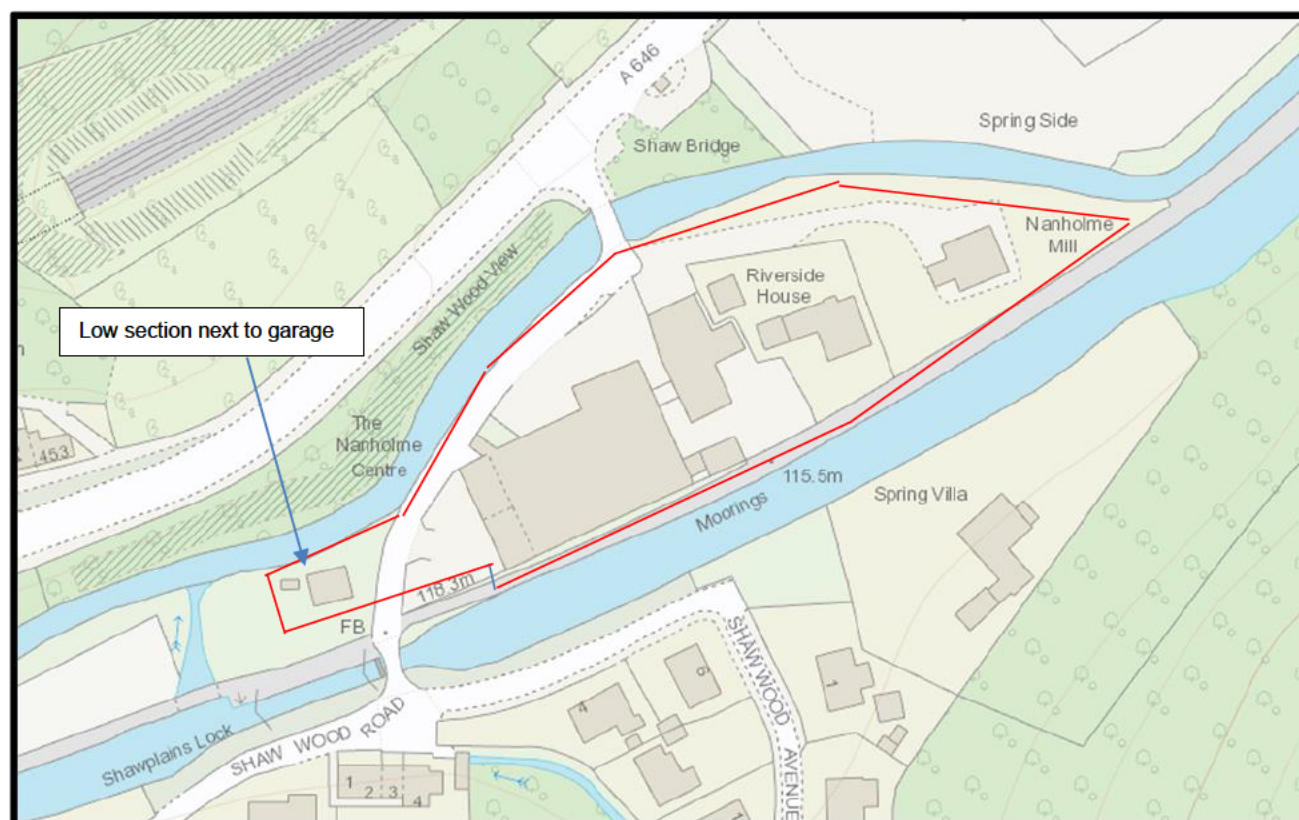 A 646
Spring Side
Shaw Bridge
Nanholme
Mill
Riverside
House
Shaw Wood View
Low section next to garage
The
Nanholme
Centre
453
115.5m
Moorings
Spring Villa
118.3m
FB
SHAW WOOD AVENUE
6
1
4
Shawplains Lock
SHAW WOOD ROAD
1
2
3
4
1